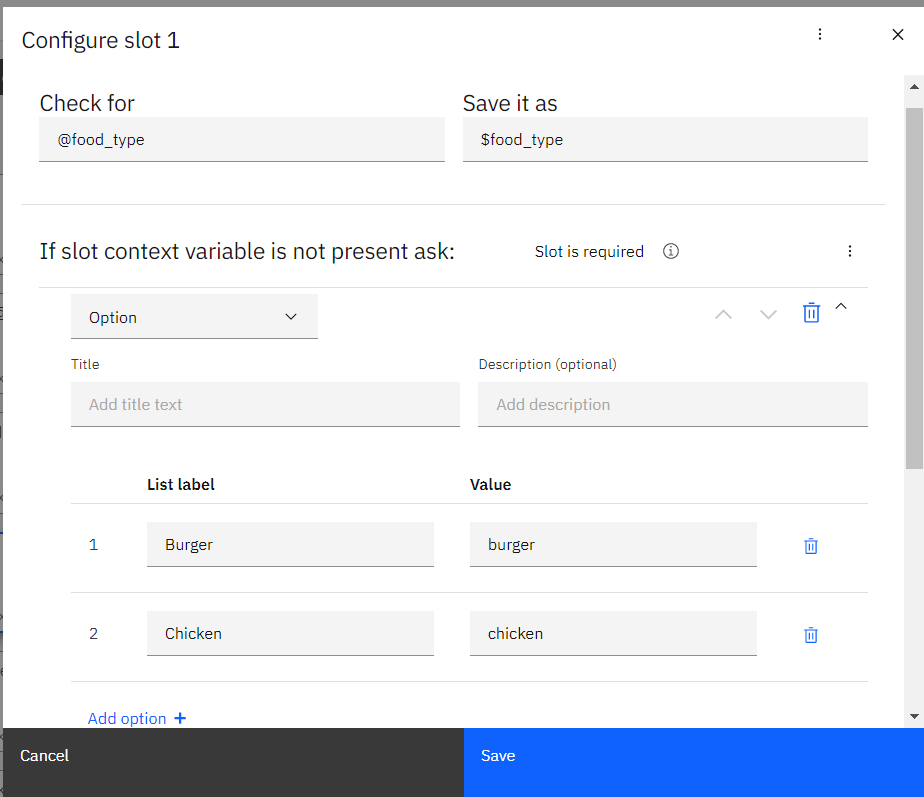 Configure slot 1
Check for
Save it as
@food_type
$food_type
If slot context variable is not present ask:
Slot is required
Option
Title
Description (optional)
Add title text
Add description
List label
Value
1
Burger
burger
2
Chicken
chicken
Add option +
Cancel
Save